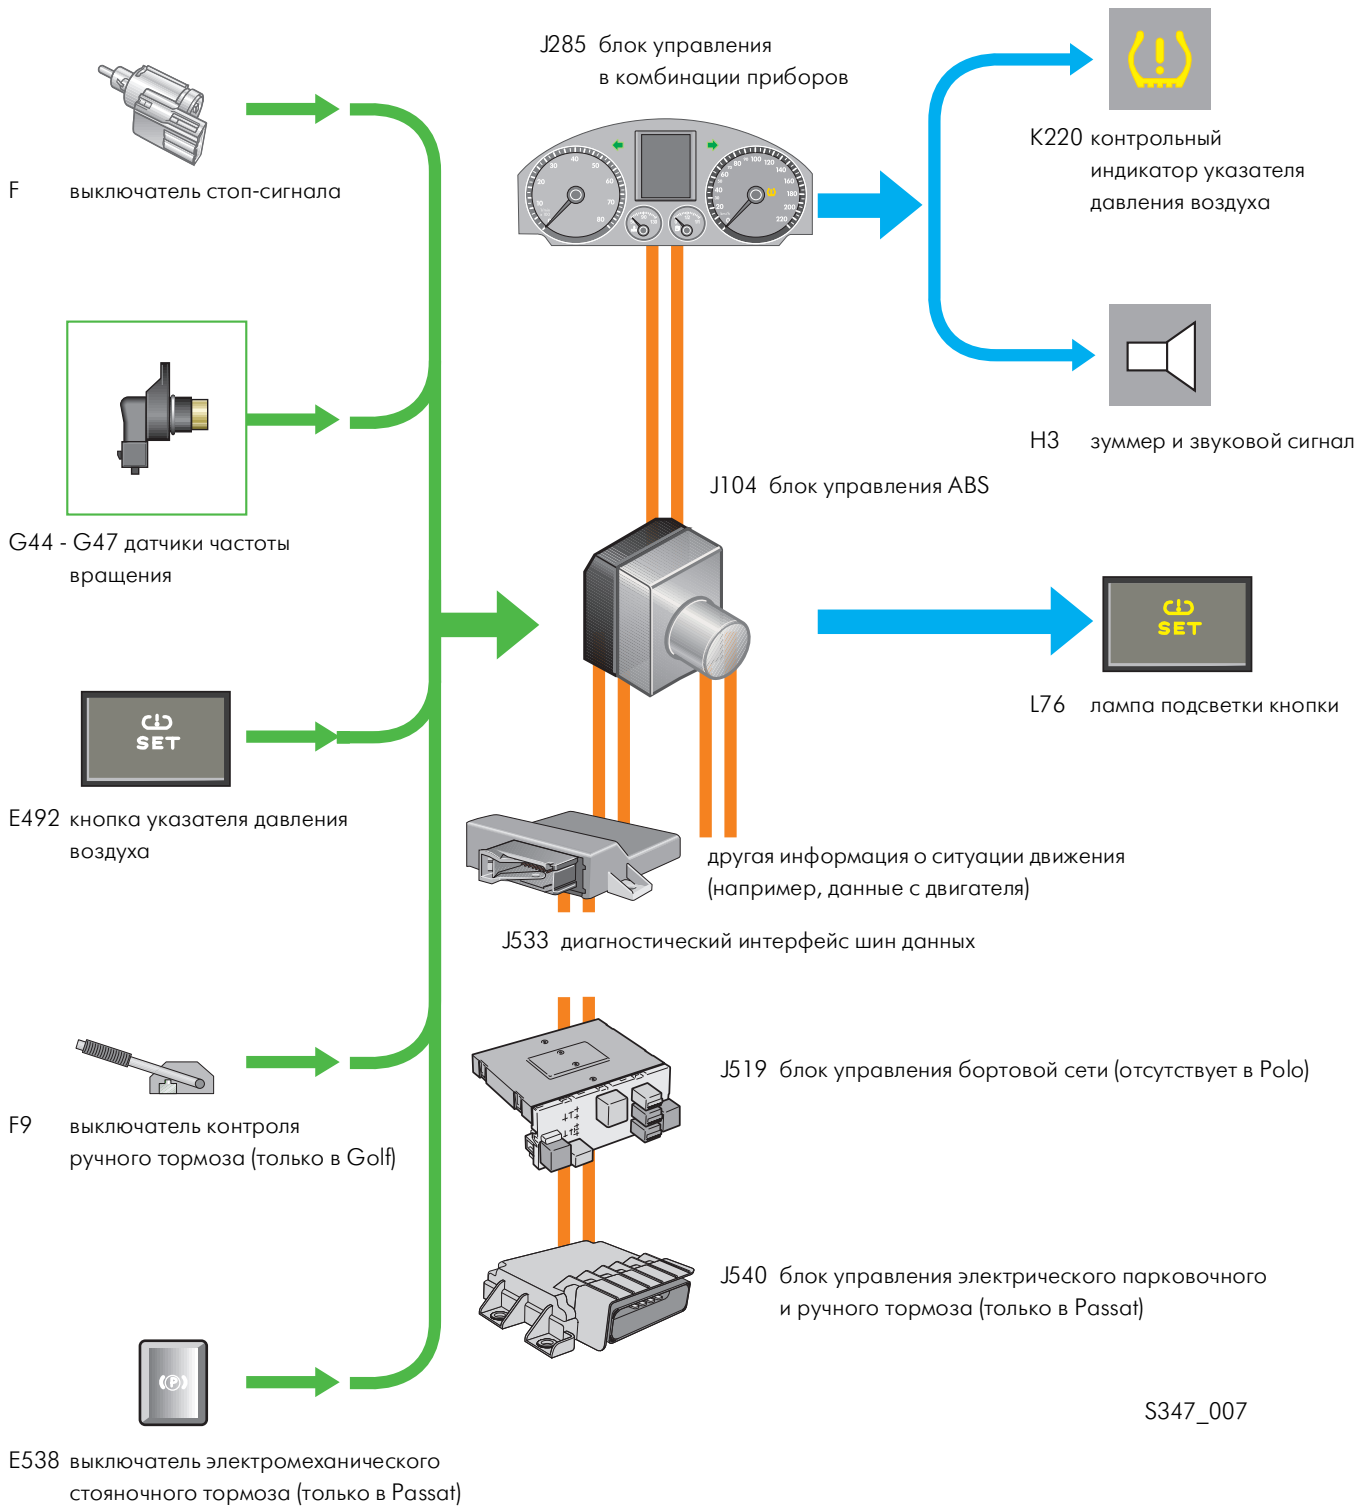 J285 блок управления
в комбинации приборов
K220 контрольный
индикатор указателя
давления воздуха
F выключатель стоп-сигнала
H3 зуммер и звуковой сигнал
J104 блок управления ABS
G44 - G47 датчики частоты
вращения
SET
L76 лампа подсветки кнопки
SET
E492 кнопка указателя давления
воздуха
другая информация о ситуации движения
(например, данные с двигателя)
J533 диагностический интерфейс шин данных
J519 блок управления бортовой сети (отсутствует в Polo)
F9 выключатель контроля
ручного тормоза (только в Golf)
J540 блок управления электрического парковочного
и ручного тормоза (только в Passat)
(P)
S347_007
E538 выключатель электромеханического
стояночного тормоза (только в Passat)